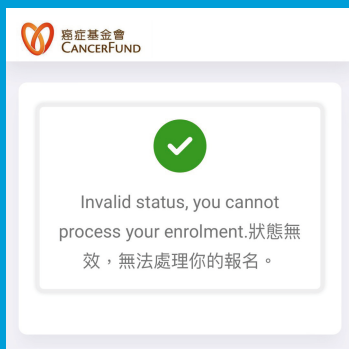 癌症基金會
CANCERFUND
Invalid status, you cannot
process your enrolment.狀態無
效，無法處理你的報名。